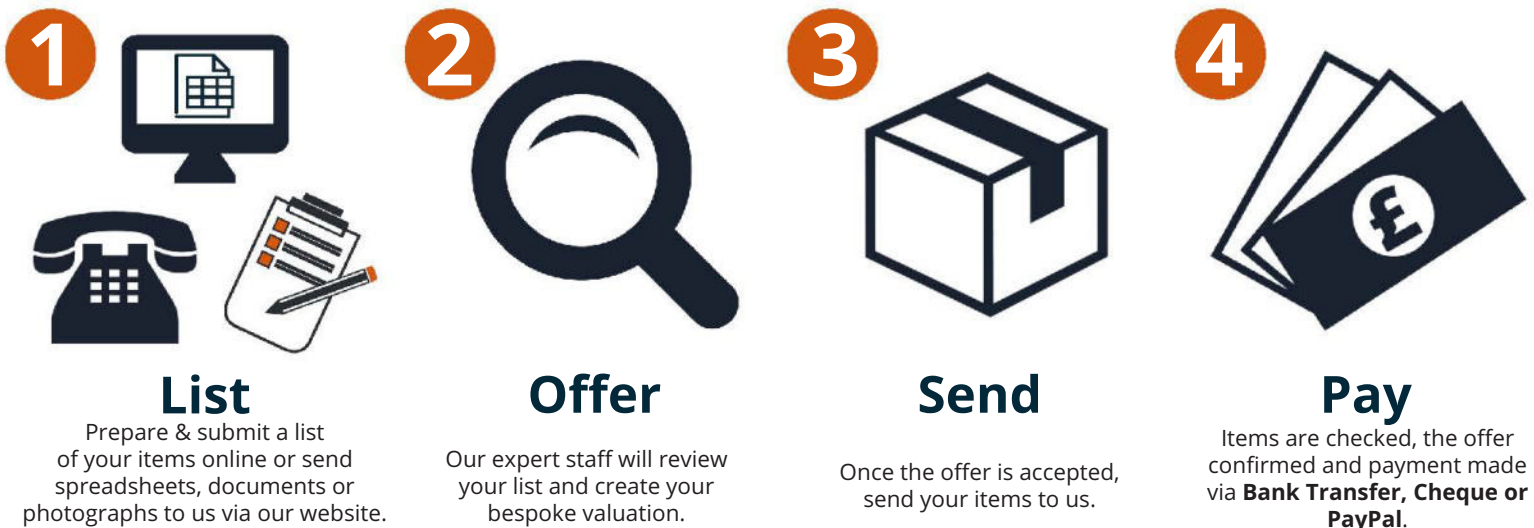 1
List
Prepare & submit a list
of your items online or send
spreadsheets, documents or
photographs to us via our website.
2
Offer
Our expert staff will review
your list and create your
bespoke valuation.
3
Send
Once the offer is accepted,
send your items to us.
4
£
Pay
Items are checked, the offer
confirmed and payment made
via Bank Transfer, Cheque or
PayPal.